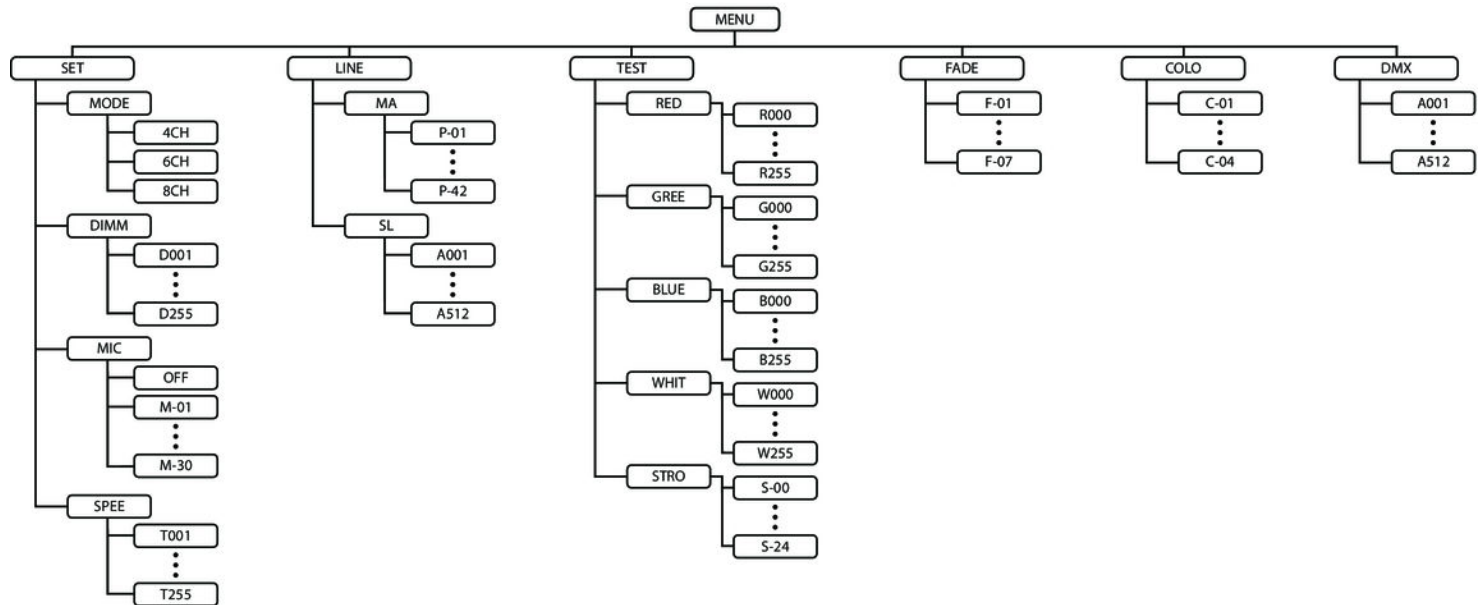 MENU
SET
MODE
4CH
6CH
8CH
DIMM
D001
D255
MIC
OFF
M-01
M-30
SPEE
T001
T255
LINE
MA
P-01
P-42
SL
A001
A512
TEST
RED
R000
R255
GREE
G000
G255
BLUE
B000
B255
WHIT
W000
W255
STRO
S-00
S-24
FADE
F-01
F-07
COLO
C-01
C-04
DMX
A001
A512